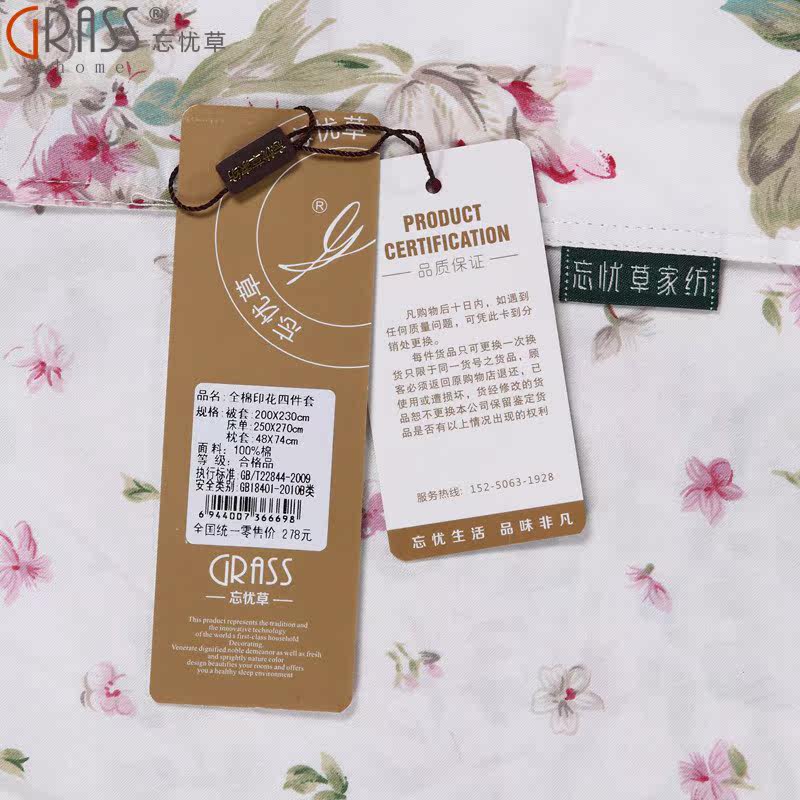 GRASS®忘忧草
home
忘忧草
®
忘忧草
品名:全棉印花四件套
规格:被套:200X230cm
床单:250X270cm
枕套:48X74cm
面料:100%棉
等 级:合格品
执行标准:GB/T22844-2009
安全类别:GB18401-2010B类
6 944007 366698
全国统一零售价 278元
GRASS
忘忧草
This product represents the tradition and
the innovative technology
of the world's first-class household
Decorating.
Venerate dignified noble demeanor as well as fresh
and sprightly nature color
design beautifies your rooms and offers
you a healthy sleep environment
PRODUCT
CERTIFICATION
品质保证
凡购物后十日内，如遇到
任何质量问题，可凭此卡到分
销处更换。
每件货品只可更换一次换
货只限于同一货号之货品，顾
客必须返回原购物店退还，已
使用或遭损坏，货经修改的货
品恕不更换本公司保留鉴定货
品是否有以上情况出现的权利
服务热线: 152-5063-1928
忘忧生活 品味非凡
忘忧草家纺